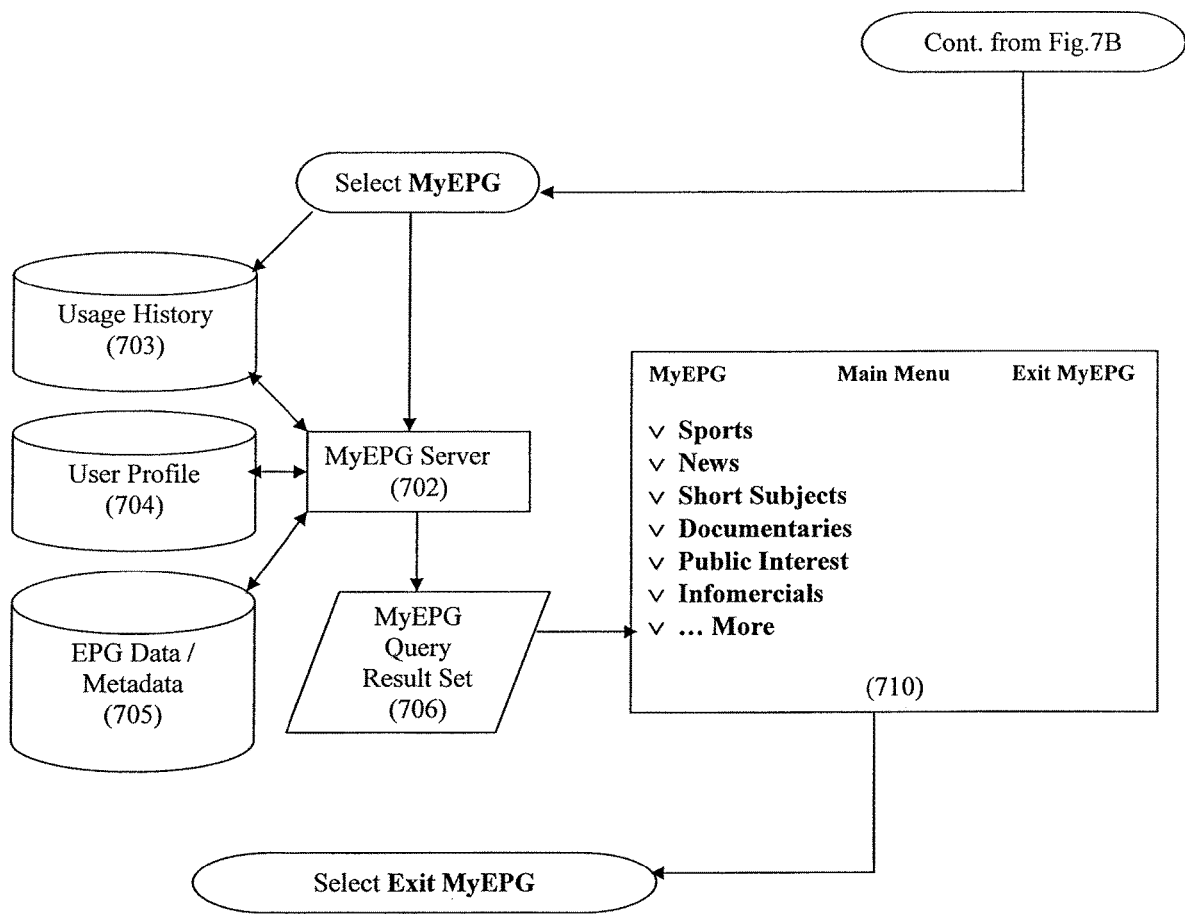 Cont. from Fig.7B
Select MyEPG
Usage History
(703)
User Profile
(704)
EPG Data /
Metadata
(705)
MyEPG Server
(702)
MyEPG
Query
Result Set
(706)
MyEPG Main Menu Exit MyEPG
v Sports
v News
v Short Subjects
v Documentaries
v Public Interest
v Infomercials
v … More
(710)
Select Exit MyEPG